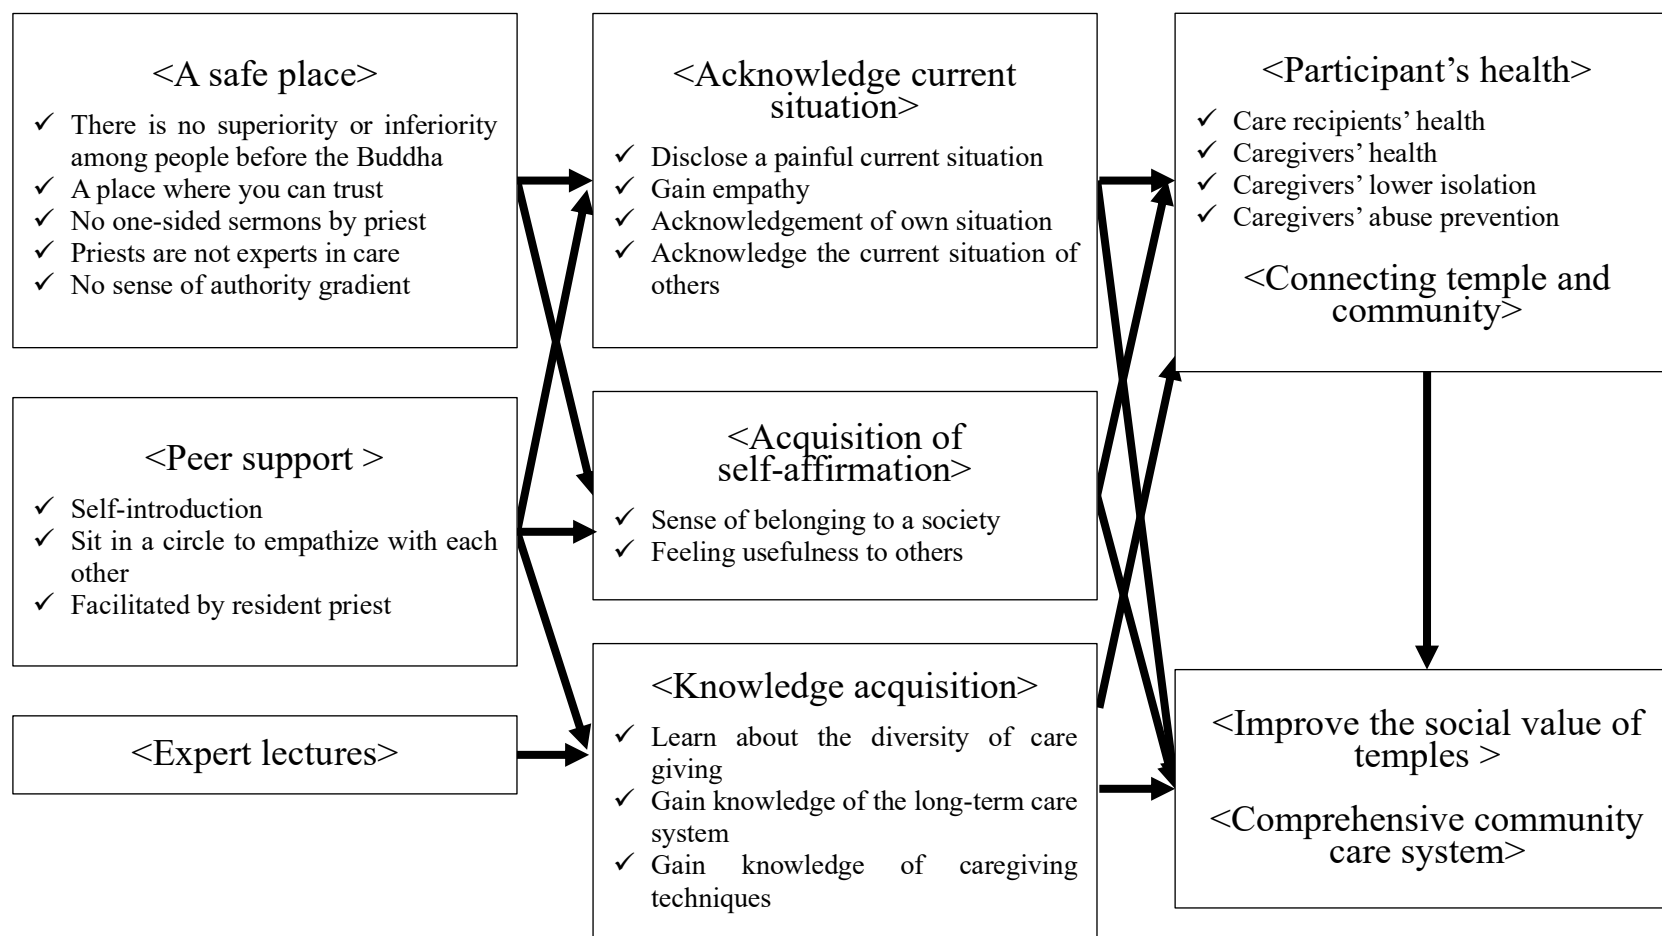 <A safe place>
✓ There is no superiority or inferiority
among people before the Buddha
✓ A place where you can trust
✓ No one-sided sermons by priest
✓ Priests are not experts in care
✓ No sense of authority gradient
<Peer support >
✓ Self-introduction
✓ Sit in a circle to empathize with each
other
✓ Facilitated by resident priest
<Expert lectures>
<Acknowledge current
situation>
✓ Disclose a painful current situation
✓ Gain empathy
✓ Acknowledgement of own situation
✓ Acknowledge the current situation of
others
<Acquisition of
self-affirmation>
✓ Sense of belonging to a society
✓ Feeling usefulness to others
<Knowledge acquisition>
✓ Learn about the diversity of care
giving
✓ Gain knowledge of the long-term care
system
✓ Gain knowledge of caregiving
techniques
<Participant’s health>
✓ Care recipients’ health
✓ Caregivers’ health
✓ Caregivers’ lower isolation
✓ Caregivers’ abuse prevention
<Connecting temple and
community>
<Improve the social value of
temples >
<Comprehensive community
care system>